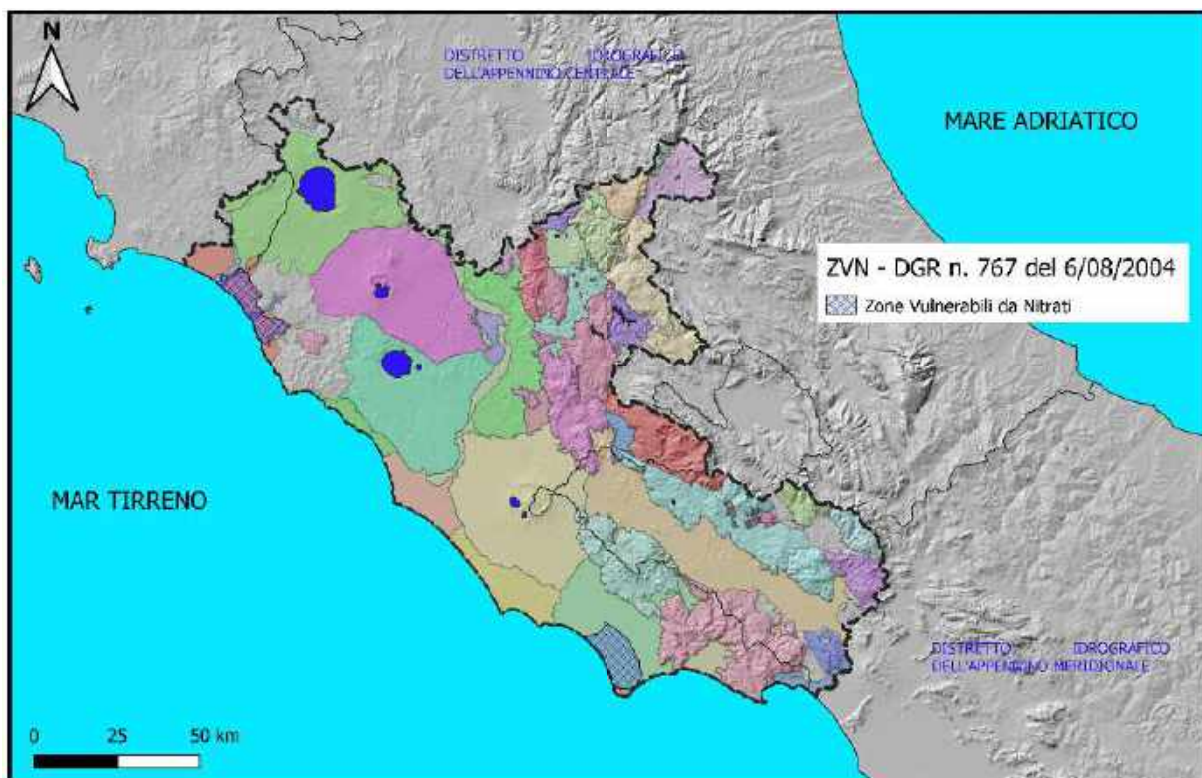 N
DISTRETTO IDROGRAFICO
DELL'APPENNINO CENTRALE
MARE ADRIATICO
ZVN - DGR n. 767 del 6/08/2004
Zone Vulnerabili da Nitrati
MAR TIRRENO
DISTRETTO IDROGRAFICO
DELL'APPENNINO MERIDIONALE
0 25 50 km